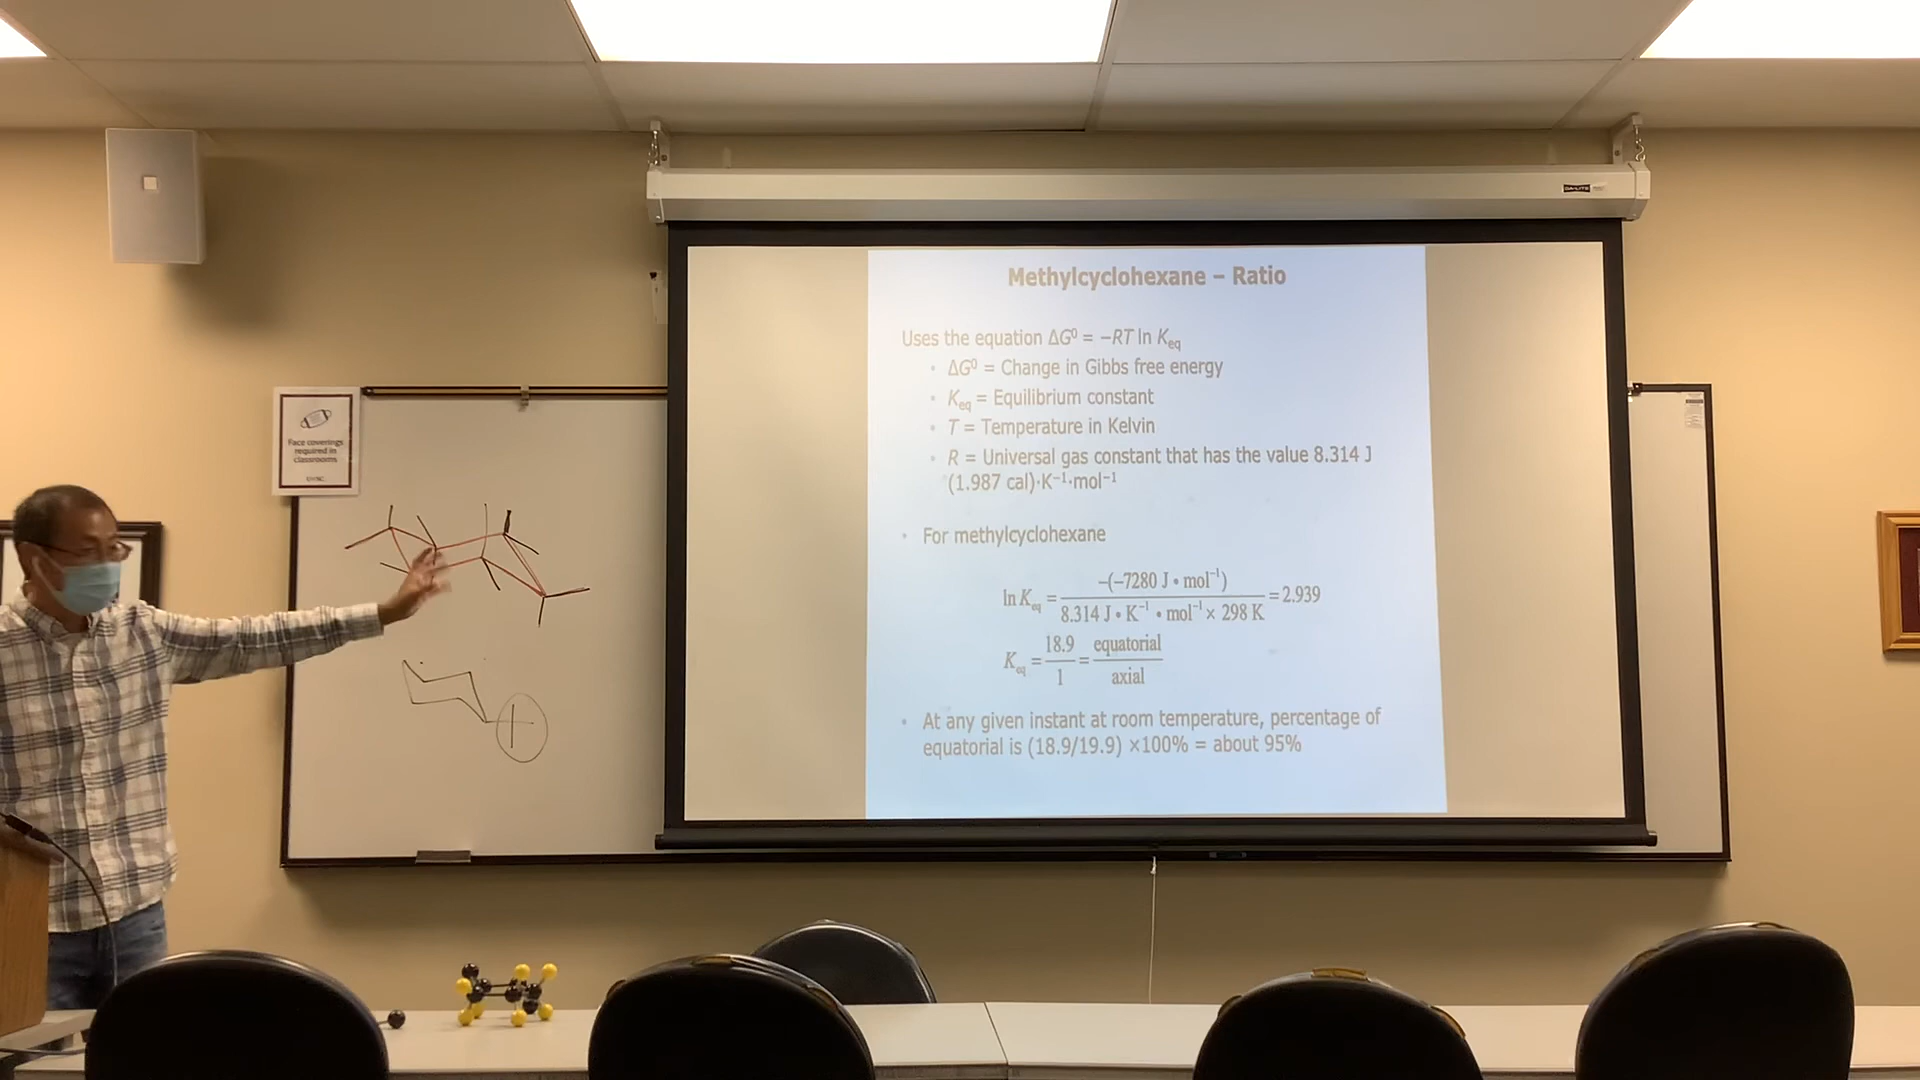 DA-LITE
Methylcyclohexane – Ratio
Uses the equation ΔG⁰ = –RT ln Keq
• ΔG⁰ = Change in Gibbs free energy
• Keq = Equilibrium constant
• T = Temperature in Kelvin
• R = Universal gas constant that has the value 8.314 J
(1.987 cal)·K⁻¹·mol⁻¹
• For methylcyclohexane
ln Keq = –(–7280 J • mol⁻¹) / 8.314 J • K⁻¹ • mol⁻¹ × 298 K = 2.939
Keq = 18.9 / 1 = equatorial / axial
• At any given instant at room temperature, percentage of
equatorial is (18.9/19.9) ×100% = about 95%
Face coverings
required in
classrooms